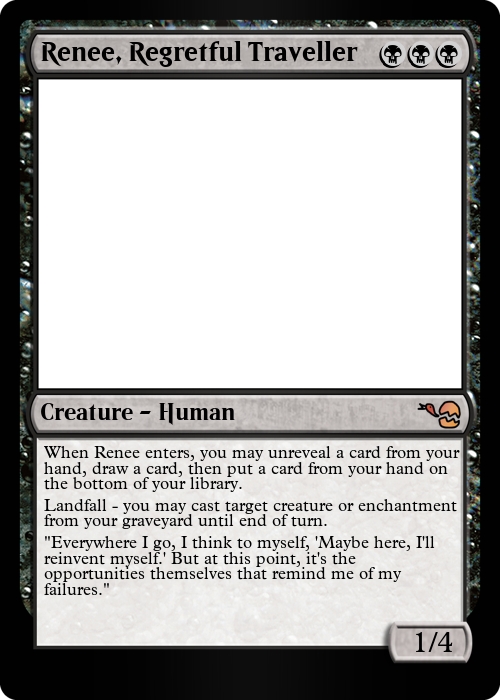 Renee, Regretful Traveller
Creature – Human
When Renee enters, you may unreveal a card from your
hand, draw a card, then put a card from your hand on
the bottom of your library.
Landfall - you may cast target creature or enchantment
from your graveyard until end of turn.
"Everywhere I go, I think to myself, 'Maybe here, I'll
reinvent myself.' But at this point, it's the
opportunities themselves that remind me of my
failures."
1/4